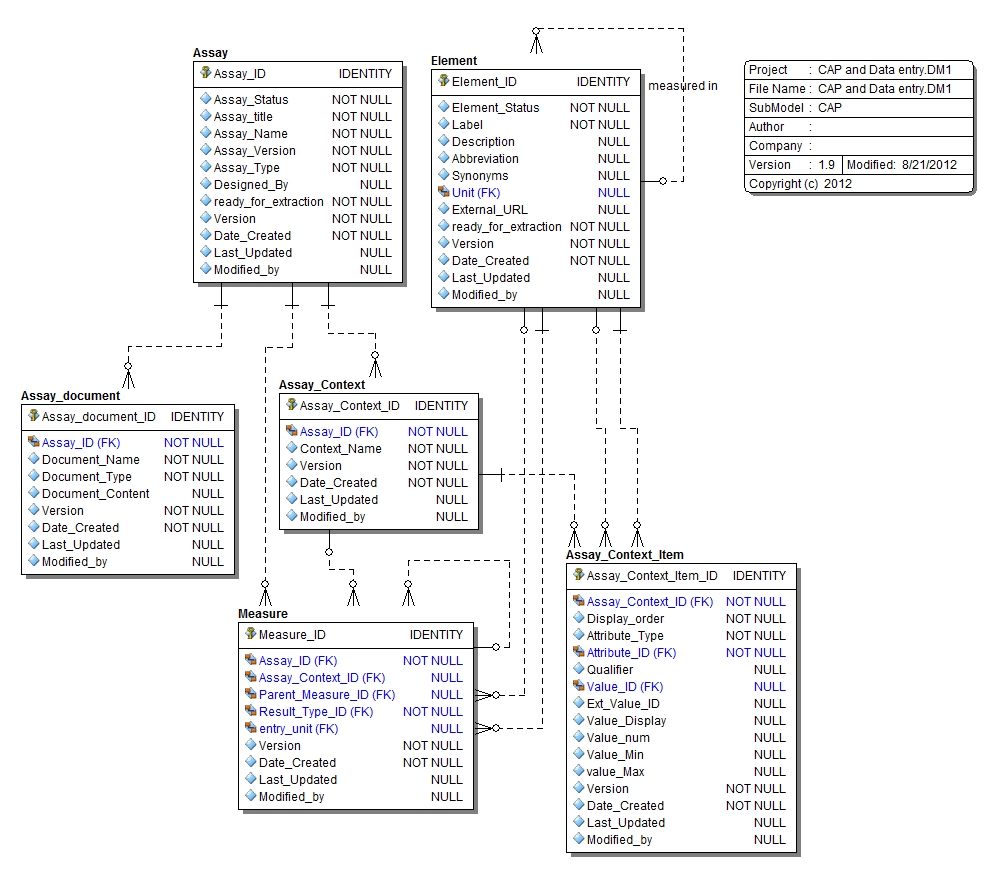 Assay
Assay_ID IDENTITY
Assay_Status NOT NULL
Assay_title NOT NULL
Assay_Name NOT NULL
Assay_Version NOT NULL
Assay_Type NOT NULL
Designed_By NULL
ready_for_extraction NOT NULL
Version NOT NULL
Date_Created NOT NULL
Last_Updated NULL
Modified_by NULL
Element
Element_ID IDENTITY
Element_Status NOT NULL
Label NOT NULL
Description NULL
Abbreviation NULL
Synonyms NULL
Unit (FK) NULL
External_URL NULL
ready_for_extraction NOT NULL
Version NOT NULL
Date_Created NOT NULL
Last_Updated NULL
Modified_by NULL
measured in
Project : CAP and Data entry.DM1
File Name : CAP and Data entry.DM1
SubModel : CAP
Author :
Company :
Version : 1.9 Modified: 8/21/2012
Copyright (c) 2012
Assay_document
Assay_document_ID IDENTITY
Assay_ID (FK) NOT NULL
Document_Name NOT NULL
Document_Type NOT NULL
Document_Content NULL
Version NOT NULL
Date_Created NOT NULL
Last_Updated NULL
Modified_by NULL
Assay_Context
Assay_Context_ID IDENTITY
Assay_ID (FK) NOT NULL
Context_Name NOT NULL
Version NOT NULL
Date_Created NOT NULL
Last_Updated NULL
Modified_by NULL
Measure
Measure_ID IDENTITY
Assay_ID (FK) NOT NULL
Assay_Context_ID (FK) NULL
Parent_Measure_ID (FK) NULL
Result_Type_ID (FK) NOT NULL
entry_unit (FK) NULL
Version NOT NULL
Date_Created NOT NULL
Last_Updated NULL
Modified_by NULL
Assay_Context_Item
Assay_Context_Item_ID IDENTITY
Assay_Context_ID (FK) NOT NULL
Display_order NOT NULL
Attribute_Type NOT NULL
Attribute_ID (FK) NOT NULL
Qualifier NULL
Value_ID (FK) NULL
Ext_Value_ID NULL
Value_Display NULL
Value_num NULL
Value_Min NULL
value_Max NULL
Version NOT NULL
Date_Created NOT NULL
Last_Updated NULL
Modified_by NULL